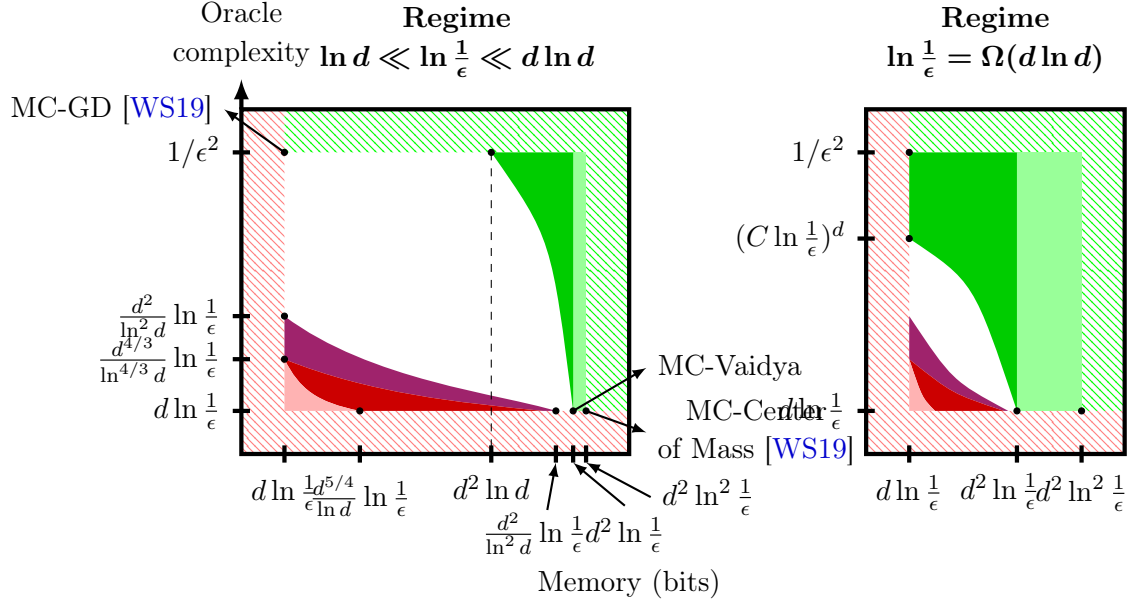 Oracle
complexity
Regime
ln d ≪ ln 1/ϵ ≪ d ln d
Regime
ln 1/ϵ = Ω(d ln d)
MC-GD [WS19]
1/ϵ²
d²/ln² d ln 1/ϵ
d^{4/3}/ln^{4/3} d ln 1/ϵ
d ln 1/ϵ
MC-Vaidya
MC-Center
of Mass [WS19]
d ln 1/ϵ
d^{5/4}/ln d ln 1/ϵ
d² ln d
d²/ln² d ln 1/ϵ
d² ln 1/ϵ
d² ln² 1/ϵ
Memory (bits)
1/ϵ²
(C ln 1/ϵ)^d
d ln 1/ϵ
d ln 1/ϵ
d² ln 1/ϵ
d² ln² 1/ϵ